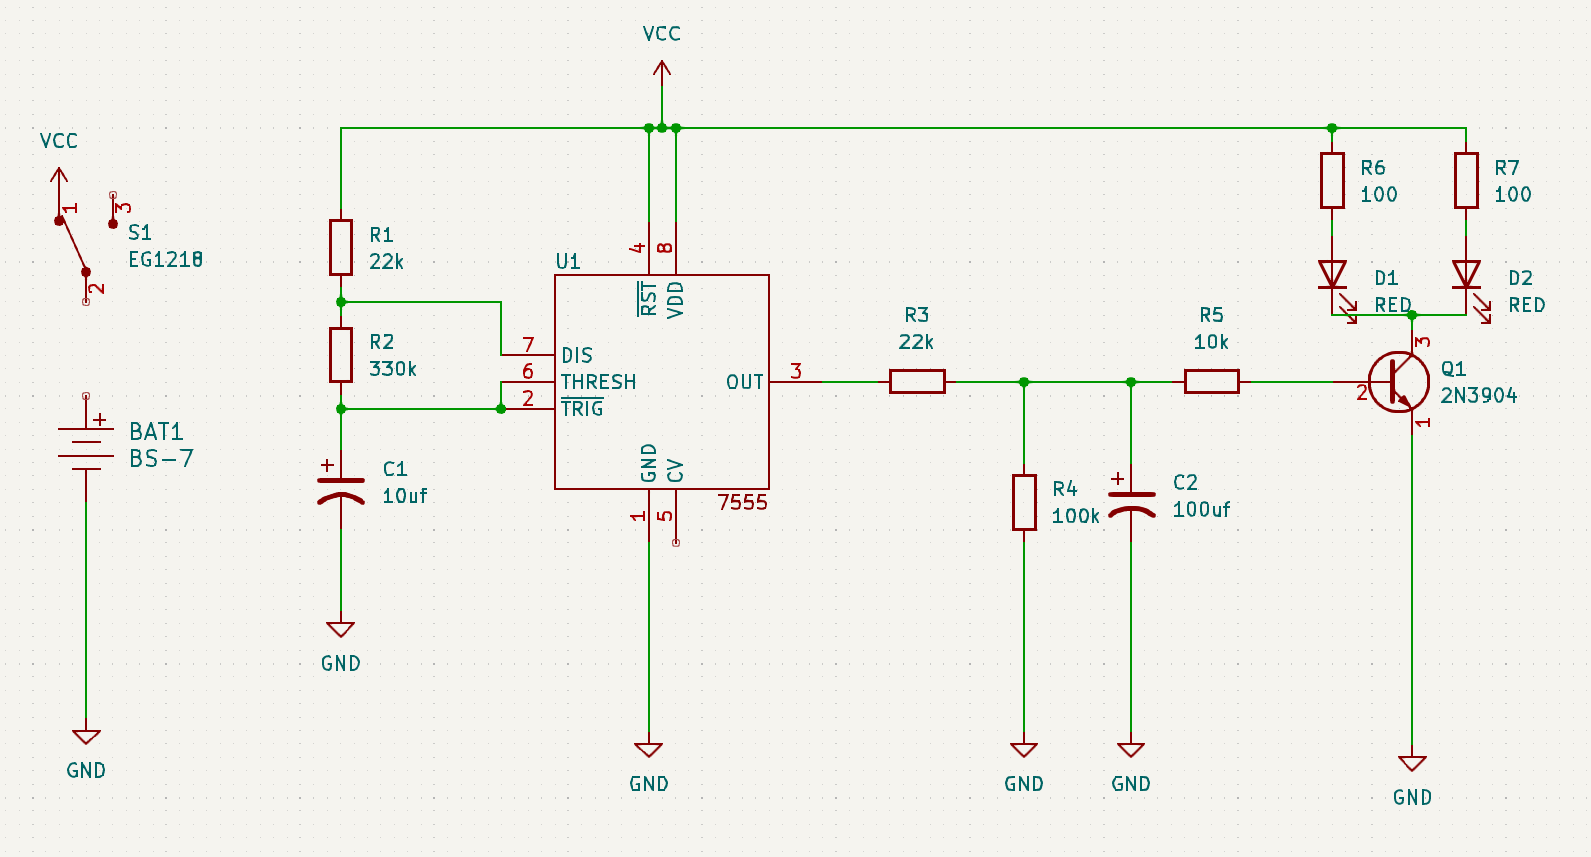 VCC
VCC
1
3
S1
EG1218
2
+
BAT1
BS-7
GND
R1
22k
R2
330k
+
C1
10uf
GND
U1
4
8
RST
VDD
7
DIS
6
THRESH
2
TRIG
OUT
3
GND
CV
7555
1
5
GND
R3
22k
R4
100k
GND
+
C2
100uf
GND
R5
10k
R6
100
R7
100
D1
RED
D2
RED
3
2
Q1
2N3904
1
GND